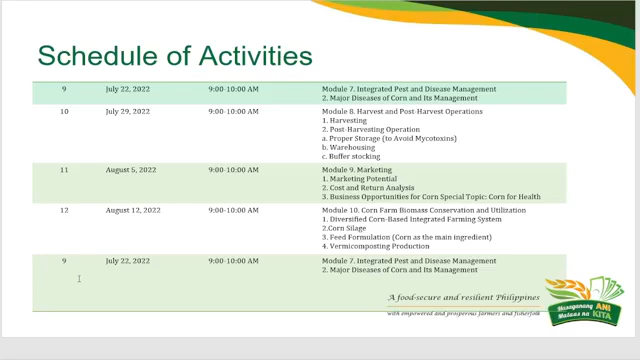 Schedule of Activities
9 July 22, 2022 9:00-10:00 AM Module 7. Integrated Pest and Disease Management
2. Major Diseases of Corn and Its Management
10 July 29, 2022 9:00-10:00 AM Module 8. Harvest and Post-Harvest Operations
1. Harvesting
2. Post-Harvesting Operation
a. Proper Storage (to Avoid Mycotoxins)
b. Warehousing
c. Buffer stocking
11 August 5, 2022 9:00-10:00 AM Module 9. Marketing
1. Marketing Potential
2. Cost and Return Analysis
3. Business Opportunities for Corn Special Topic: Corn for Health
12 August 12, 2022 9:00-10:00 AM Module 10. Corn Farm Biomass Conservation and Utilization
1. Diversified Corn-Based Integrated Farming System
2.Corn Silage
3. Feed Formulation (Corn as the main ingredient)
4. Vermicomposting Production
9 July 22, 2022 9:00-10:00 AM Module 7. Integrated Pest and Disease Management
2. Major Diseases of Corn and Its Management
A food-secure and resilient Philippines
with empowered and prosperous farmers and fisherfolk
Masaganang ANI
Mataas na KITA